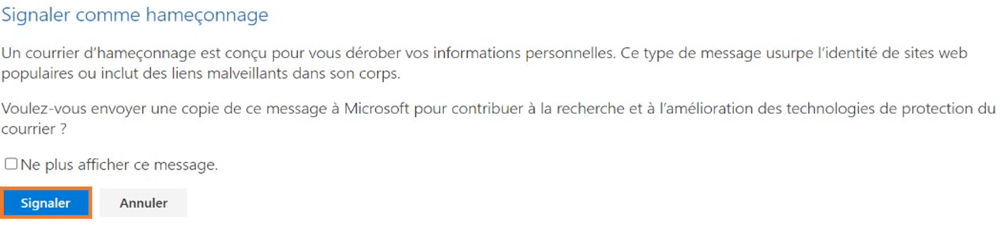 Signaler comme hameçonnage
Un courrier d’hameçonnage est conçu pour vous dérober vos informations personnelles. Ce type de message usurpe l’identité de sites web
populaires ou inclut des liens malveillants dans son corps.
Voulez-vous envoyer une copie de ce message à Microsoft pour contribuer à la recherche et à l’amélioration des technologies de protection du
courrier ?
Ne plus afficher ce message.
Signaler Annuler